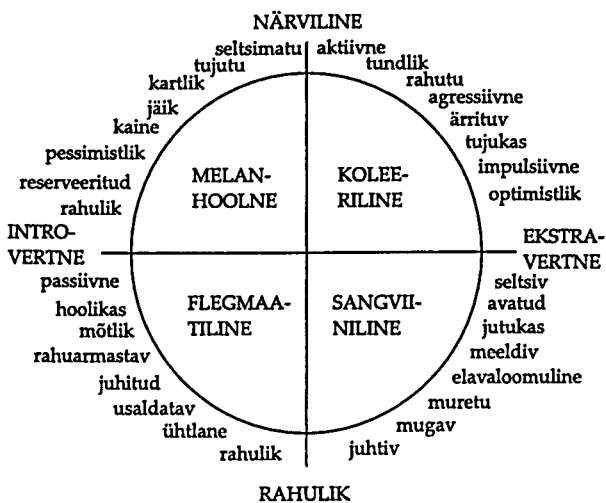 NÄRVILINE
seltsimatu
aktiivne
tujutu
tundlik
kartlik
rahutu
jäik
agressiivne
kaine
ärrituv
pessimistlik
tujukas
reserveeritud
impulsiivne
rahulik
optimistlik
MELAN-
HOOLNE
KOLEE-
RILINE
INTRO-
VERTNE
EKSTRA-
VERTNE
passiivne
seltsiv
hoolikas
avatud
mõtlik
jutukas
rahuarmastav
meeldiv
juhitud
elavaloomuline
usaldatav
muretu
ühtlane
mugav
rahulik
juhtiv
FLEGMAA-
TILINE
SANGVII-
NILINE
RAHULIK